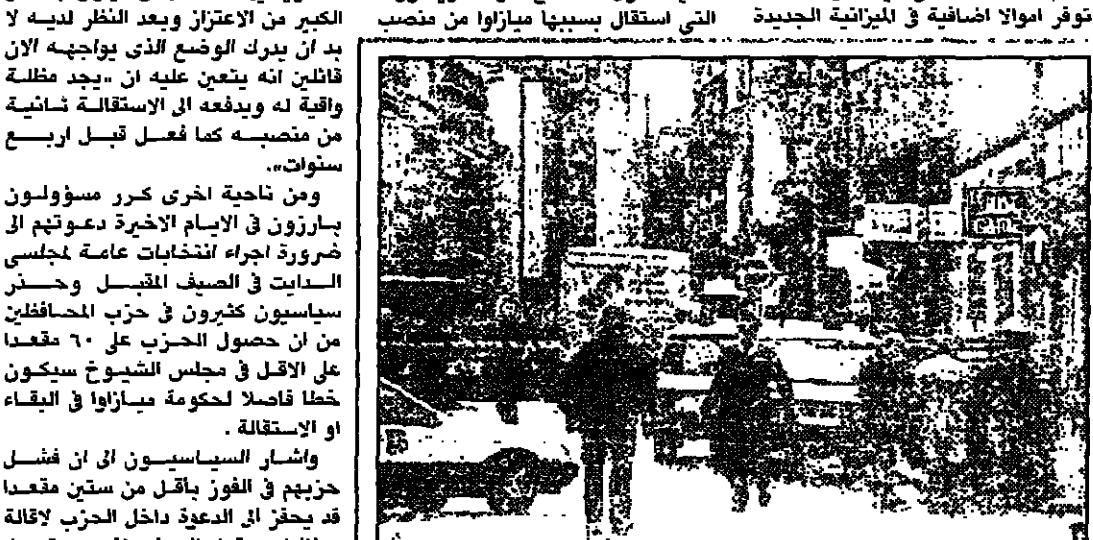 توفر اموالا اضافية في الميزانية الجديدة
التي استقال بسببها ميازاوا من منصب
الكبير من الاعتزاز وبعد النظر لديه لا
بد ان يدرك الوضع الذي يواجهه الان
قائلين انه يتعين عليه ان «يجد مظلة
واقية له ويدفعه الى الاستقالة ثانية
من منصبه كما فعل قبل اربع
سنوات».
ومن ناحية اخرى كرر مسؤولون
بارزون في الايام الاخيرة دعوتهم الى
ضرورة اجراء انتخابات عامة لمجلسي
الدايت في الصيف المقبل وحذر
سياسيون كثيرون في حزب المحافظين
من ان حصول الحزب على ٦٠ مقعدا
على الاقل في مجلس الشيوخ سيكون
خطا فاصلا لحكومة ميازاوا في البقاء
او الاستقالة .
واشار السياسيون الى ان فشل
حزبهم في الفوز بأقل من ستين مقعدا
قد يحفز الى الدعوة داخل الحزب لاقالة